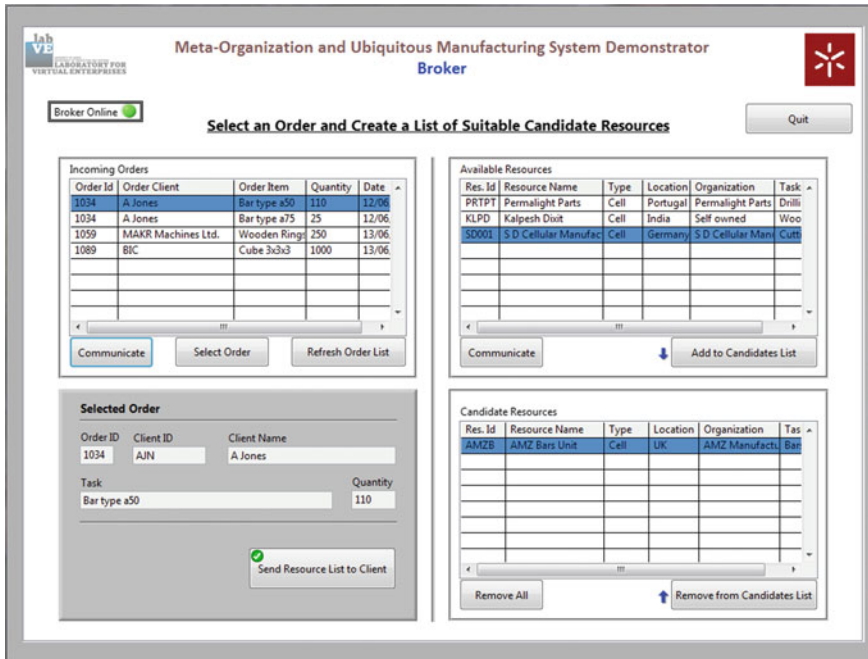 lab
VE
LABORATORY FOR
VIRTUAL ENTERPRISES
Meta-Organization and Ubiquitous Manufacturing System Demonstrator
Broker
Broker Online
Quit
Select an Order and Create a List of Suitable Candidate Resources
Incoming Orders
Order Id Order Client Order Item Quantity Date
1034 A Jones Bar type a50 110 12/06
1034 A Jones Bar type a75 25 12/06
1059 MAKR Machines Ltd. Wooden Rings 250 13/06
1089 BIC Cube 3x3x3 1000 13/06
Communicate Select Order Refresh Order List
Available Resources
Res. Id Resource Name Type Location Organization Task
PRTPT Permalight Parts Cell Portugal Permalight Parts Drilli
KLPD Kalpesh Dixit Cell India Self owned Woo
SD001 S D Cellular Manufac Cell Germany S D Cellular Man Cutt
Communicate Add to Candidates List
Selected Order
Order ID Client ID Client Name
1034 AJN A Jones
Task Quantity
Bar type a50 110
Send Resource List to Client
Candidate Resources
Res. Id Resource Name Type Location Organization Tas
AMZB AMZ Bars Unit Cell UK AMZ Manufactu Bar
Remove All Remove from Candidates List